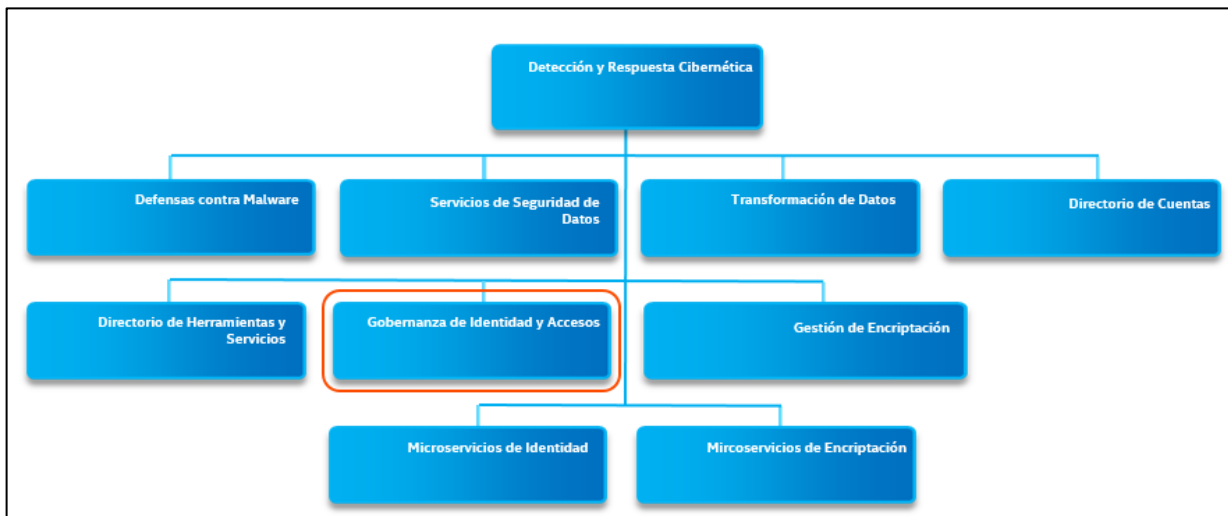 Detección y Respuesta Cibernética
Defensas contra Malware
Servicios de Seguridad de
Datos
Transformación de Datos
Directorio de Cuentas
Directorio de Herramientas y
Servicios
Gobernanza de Identidad y Accesos
Gestión de Encriptación
Microservicios de Identidad
Mircoservicios de Encriptación